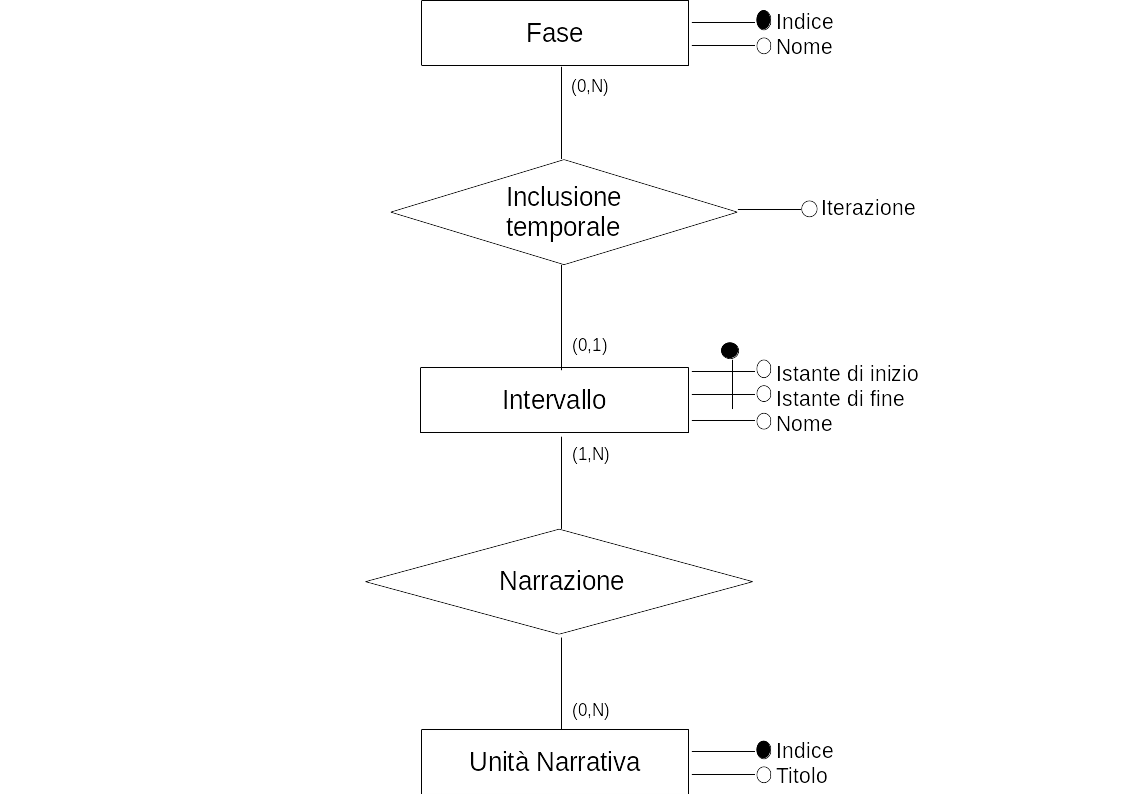 Fase
Indice
Nome
(0,N)
Inclusione
temporale
Iterazione
(0,1)
Intervallo
Istante di inizio
Istante di fine
Nome
(1,N)
Narrazione
(0,N)
Unità Narrativa
Indice
Titolo